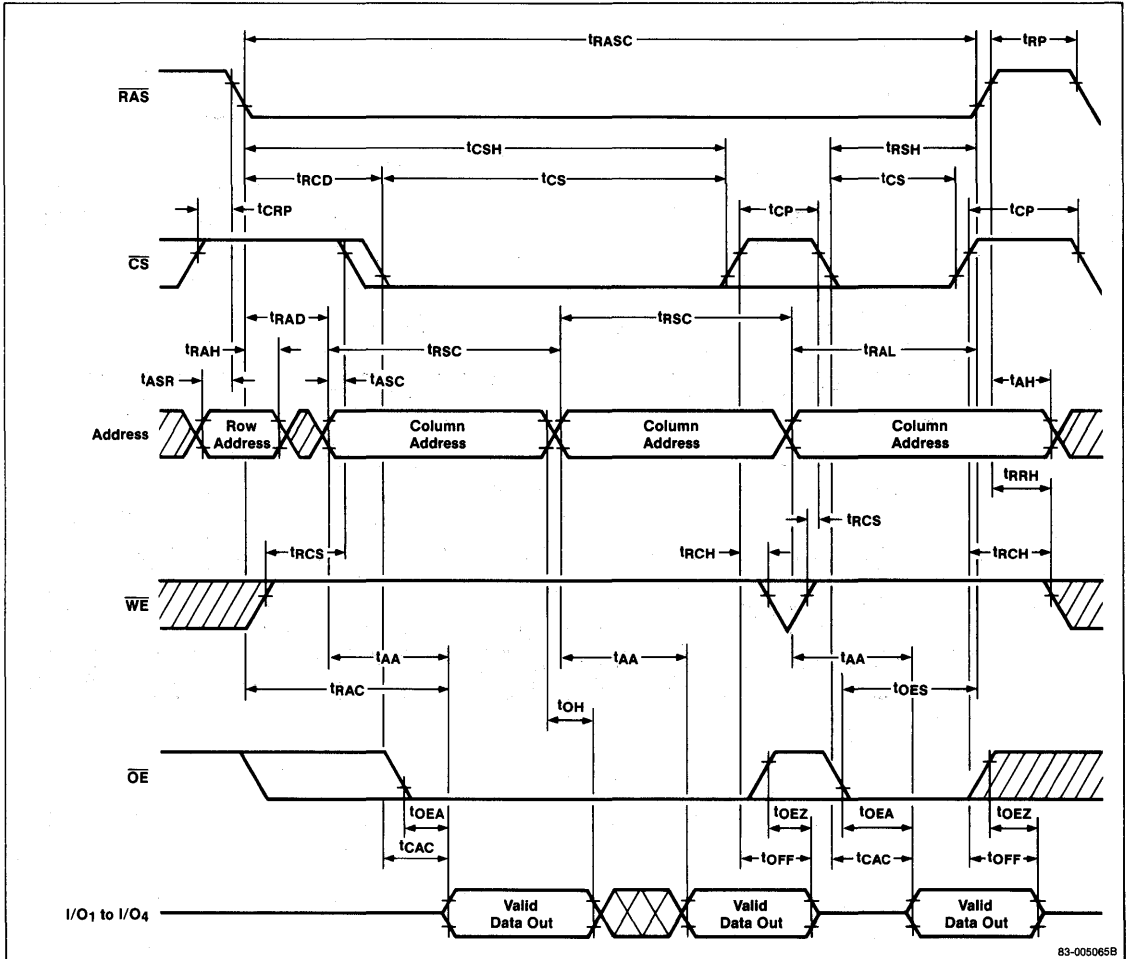 tRASC
tRP
RAS
tCSH
tRSH
tRCD
tCS
tCS
tCRP
tCP
tCP
CS
tRAD
tRSC
tRSC
tRAH
tRAL
tASR
tASC
tAH
Address
Row Address
Column Address
Column Address
Column Address
tRRH
tRCS
tRCS
tRCH
tRCH
WE
tAA
tAA
tAA
tRAC
tOES
tOH
OE
tOEA
tOEZ
tOEA
tOEZ
tCAC
tOFF
tCAC
tOFF
I/O1 to I/O4
Valid Data Out
Valid Data Out
Valid Data Out
83-005065B